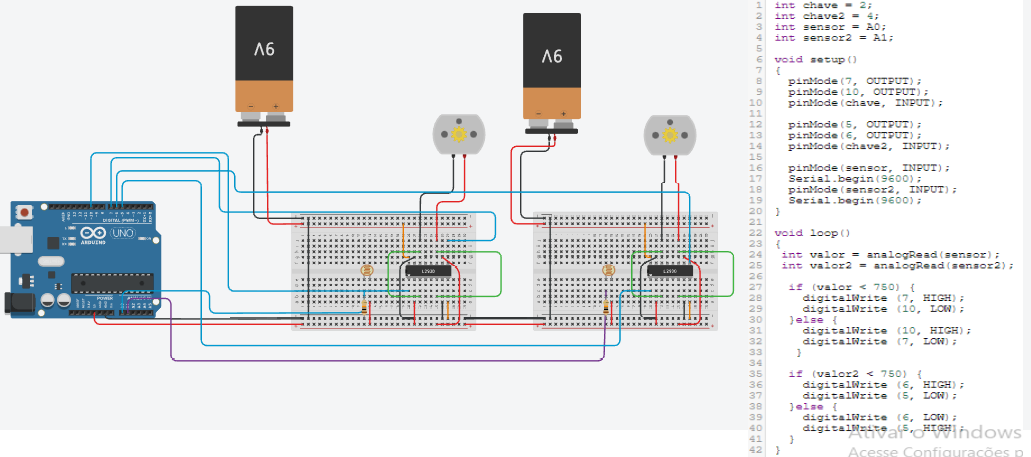 9V
9V
ARDUINO
UNO
DIGITAL (PWM~)
POWER
L293D
L293D
1 int chave = 2;
2 int chave2 = 4;
3 int sensor = A0;
4 int sensor2 = A1;
5
6 void setup()
7 {
8 pinMode(7, OUTPUT);
9 pinMode(10, OUTPUT);
10 pinMode(chave, INPUT);
11
12 pinMode(5, OUTPUT);
13 pinMode(6, OUTPUT);
14 pinMode(chave2, INPUT);
15
16 pinMode(sensor, INPUT);
17 Serial.begin(9600);
18 pinMode(sensor2, INPUT);
19 Serial.begin(9600);
20 }
21
22 void loop()
23 {
24 int valor = analogRead(sensor);
25 int valor2 = analogRead(sensor2);
26
27 if (valor < 750) {
28 digitalWrite (7, HIGH);
29 digitalWrite (10, LOW);
30 }else {
31 digitalWrite (10, HIGH);
32 digitalWrite (7, LOW);
33 }
34
35 if (valor2 < 750) {
36 digitalWrite (6, HIGH);
37 digitalWrite (5, LOW);
38 }else {
39 digitalWrite (6, LOW);
40 digitalWrite (5, HIGH);
41 }
42 }
Ativar o Windows
Acesse Configurações p